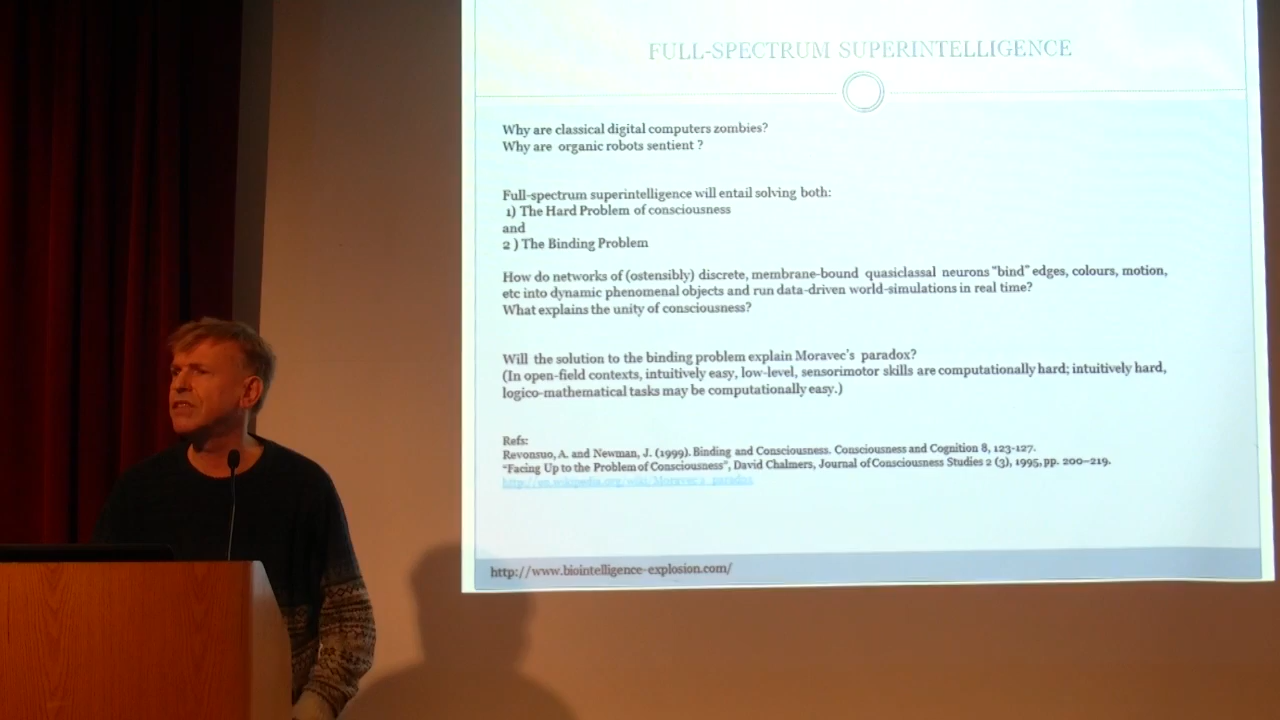 FULL-SPECTRUM SUPERINTELLIGENCE
Why are classical digital computers zombies?
Why are organic robots sentient ?
Full-spectrum superintelligence will entail solving both:
1) The Hard Problem of consciousness
and
2 ) The Binding Problem
How do networks of (ostensibly) discrete, membrane-bound quasiclassal neurons "bind" edges, colours, motion,
etc into dynamic phenomenal objects and run data-driven world-simulations in real time?
What explains the unity of consciousness?
Will the solution to the binding problem explain Moravec's paradox?
(In open-field contexts, intuitively easy, low-level, sensorimotor skills are computationally hard; intuitively hard,
logico-mathematical tasks may be computationally easy.)
Refs:
Revonsuo, A. and Newman, J. (1999). Binding and Consciousness. Consciousness and Cognition 8, 123-127.
"Facing Up to the Problem of Consciousness", David Chalmers, Journal of Consciousness Studies 2 (3), 1995, pp. 200–219.
http://en.wikipedia.org/wiki/Moravec's_paradox
http://www.biointelligence-explosion.com/